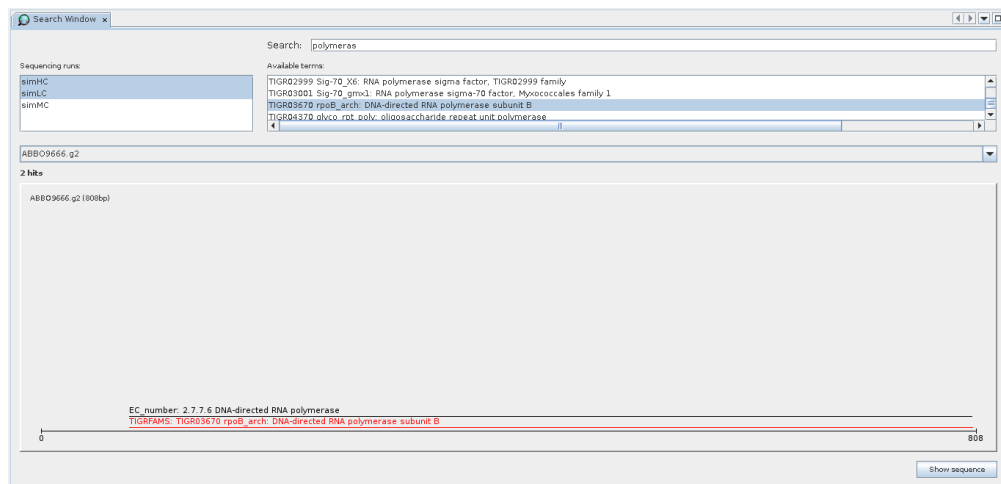 Search Window x
Search: polymeras
Sequencing runs:
Available terms:
simHC
simLC
simMC
TIGR02999 Sig-70_X6: RNA polymerase sigma factor, TIGR02999 family
TIGR03001 Sig-70_gmx1: RNA polymerase sigma-70 factor, Myxococcales family 1
TIGR03670 rpoB_arch: DNA-directed RNA polymerase subunit B
TIGR04370 glyco_rpt_poly: oligosaccharide repeat unit polymerase
ABBO9666.g2
2 hits
ABBO9666.g2 (808bp)
EC_number: 2.7.7.6 DNA-directed RNA polymerase
TIGRFAMS: TIGR03670 rpoB_arch: DNA-directed RNA polymerase subunit B
0
808
Show sequence